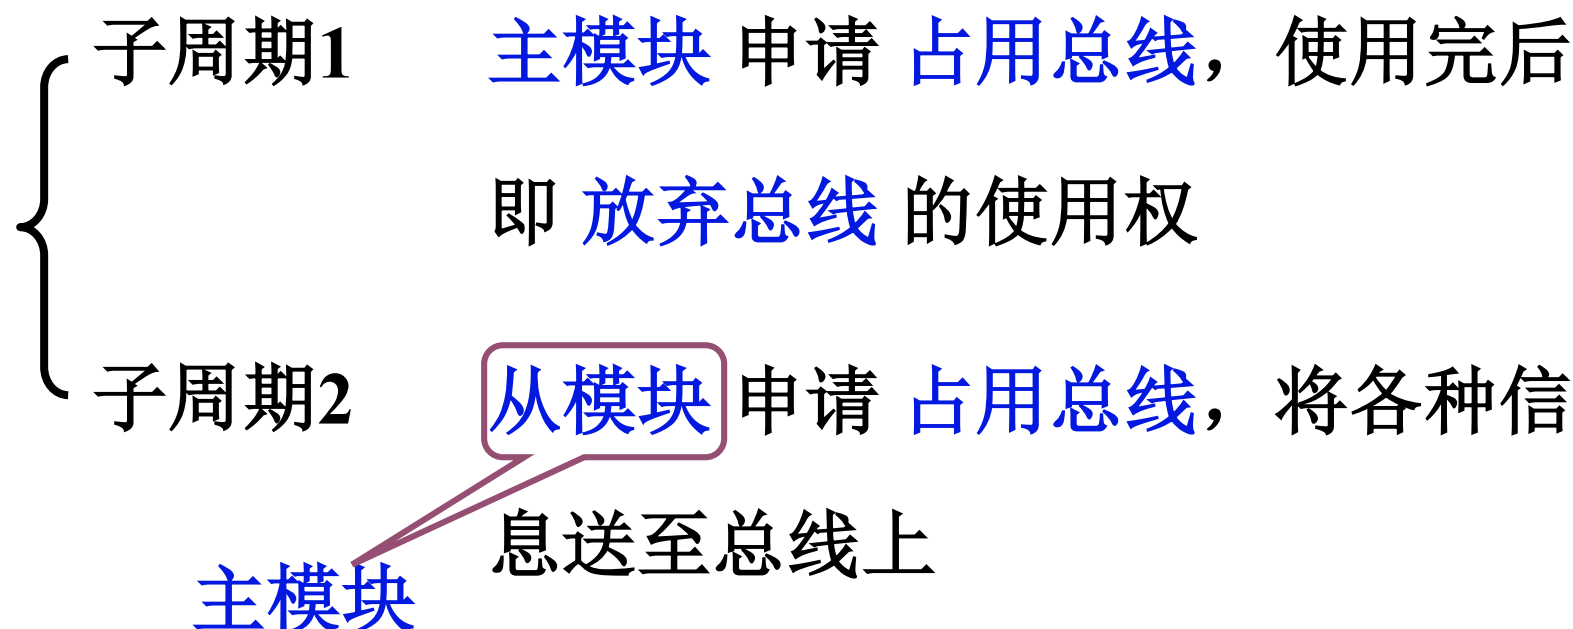 子周期1 主模块 申请 占用总线，使用完后
即 放弃总线 的使用权
子周期2 从模块 申请 占用总线，将各种信
息送至总线上
主模块